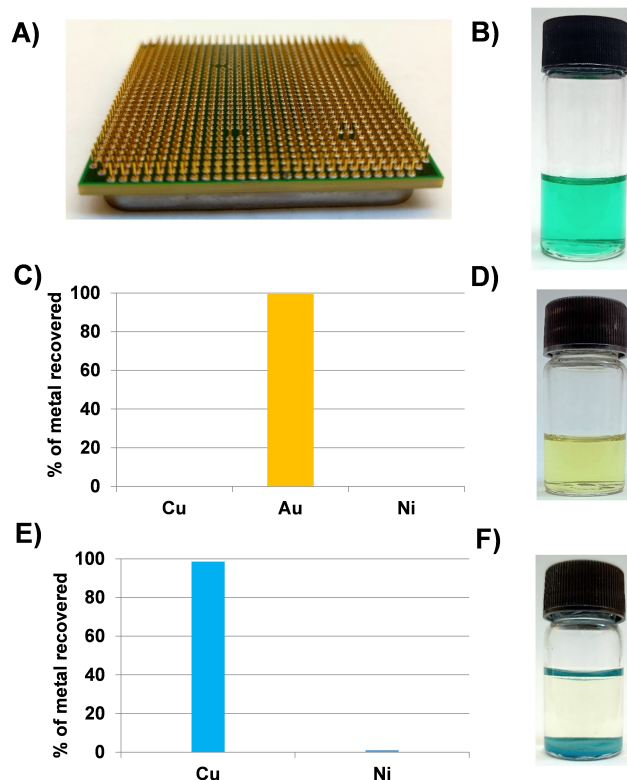 A)
B)
C)
% of metal recovered
100
80
60
40
20
0
Cu Au Ni
D)
E)
% of metal recovered
100
80
60
40
20
0
Cu Ni
F)